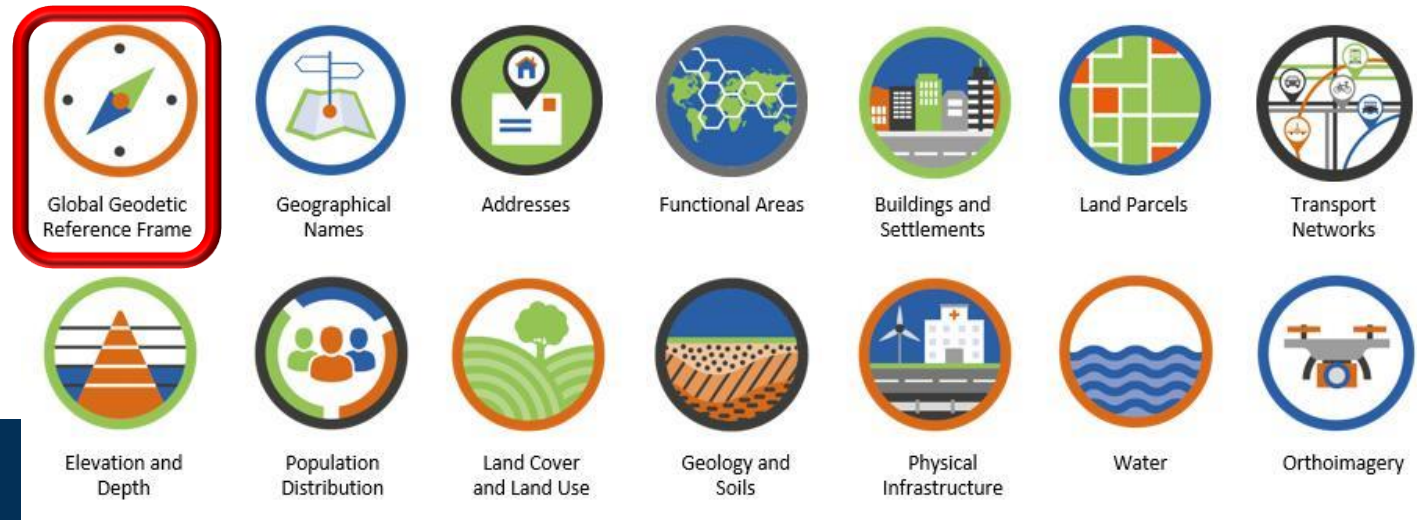 Global Geodetic
Reference Frame
Geographical
Names
Addresses
Functional Areas
Buildings and
Settlements
Land Parcels
Transport
Networks
Elevation and
Depth
Population
Distribution
Land Cover
and Land Use
Geology and
Soils
Physical
Infrastructure
Water
Orthoimagery